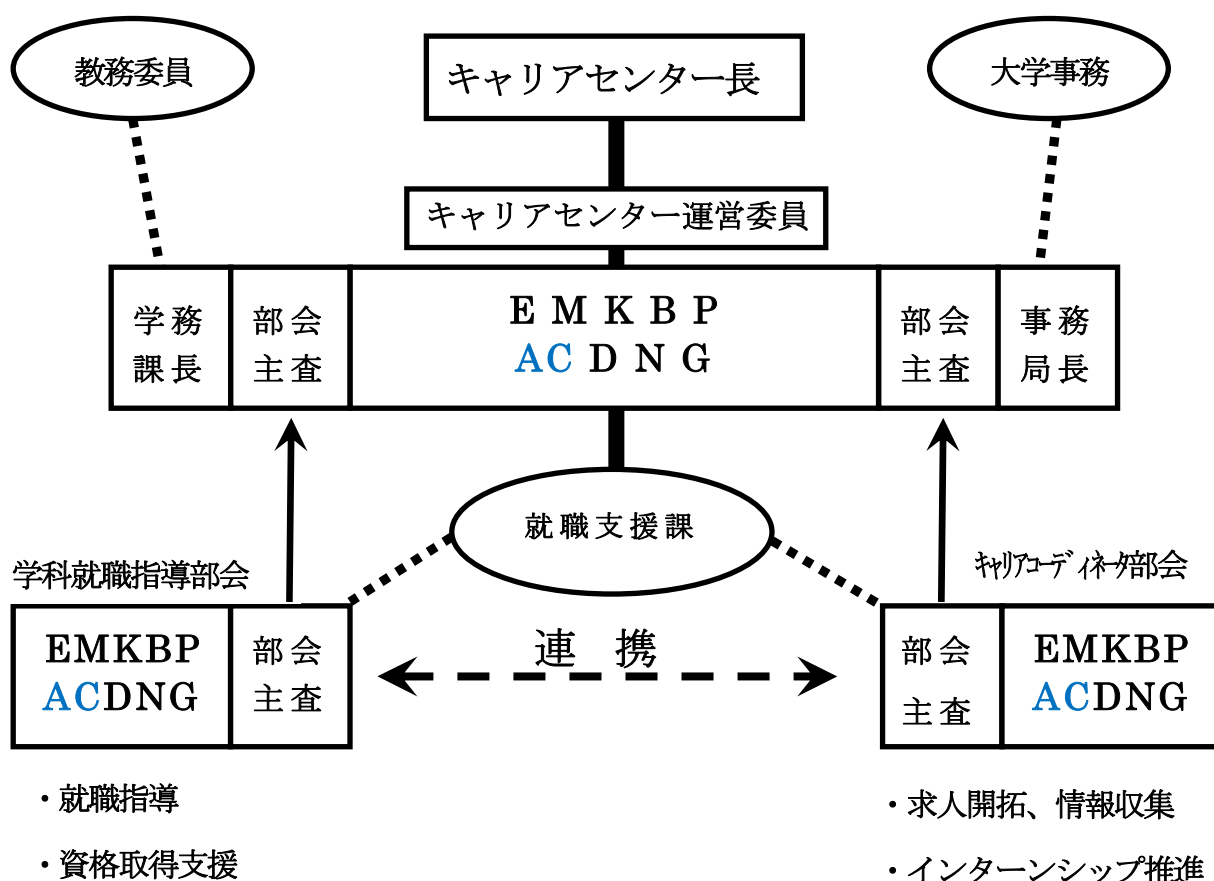 教務委員
キャリアセンター長
大学事務
キャリアセンター運営委員
学務
課長
部会
主査
E M K B P
AC D N G
部会
主査
事務
局長
就職支援課
学科就職指導部会
キャリアコーディネータ部会
EMKBP
ACDNG
部会
主査
連 携
部会
主査
EMKBP
ACDNG
・就職指導
・資格取得支援
・求人開拓、情報収集
・インターンシップ推進